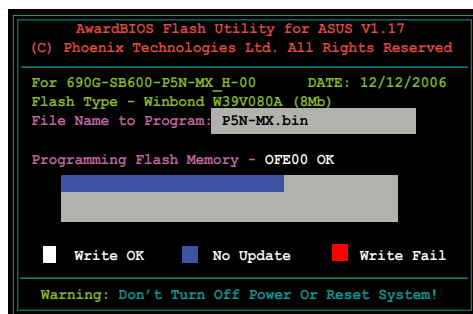 AwardBIOS Flash Utility for ASUS V1.17
(C) Phoenix Technologies Ltd. All Rights Reserved
For 690G-SB600-P5N-MX_H-00 DATE: 12/12/2006
Flash Type - Winbond W39V080A (8Mb)
File Name to Program: P5N-MX.bin
Programming Flash Memory - OFE00 OK
Write OK No Update Write Fail
Warning: Don't Turn Off Power Or Reset System!